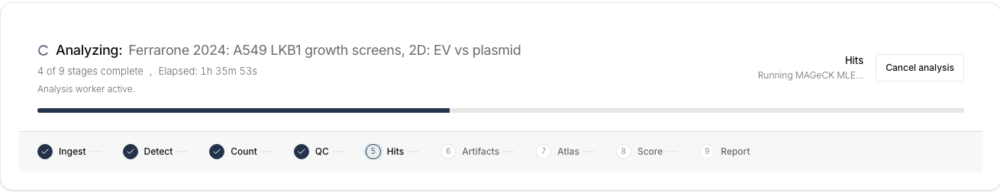 Analyzing: Ferrarone 2024: A549 LKB1 growth screens, 2D: EV vs plasmid
4 of 9 stages complete , Elapsed: 1h 35m 53s
Analysis worker active.
Hits
Running MAGeCK MLE...
Cancel analysis
Ingest
Detect
Count
QC
5 Hits
6 Artifacts
7 Atlas
8 Score
9 Report